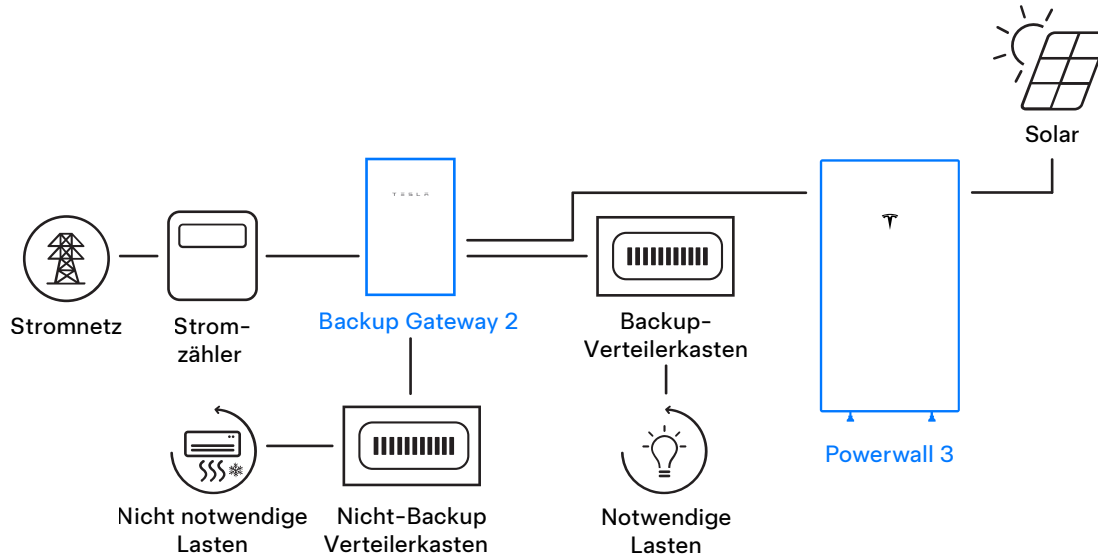 Solar
TESLA
Stromnetz
Strom-
zähler
Backup Gateway 2
Backup-
Verteilerkasten
Powerwall 3
Nicht notwendige
Lasten
Nicht-Backup
Verteilerkasten
Notwendige
Lasten